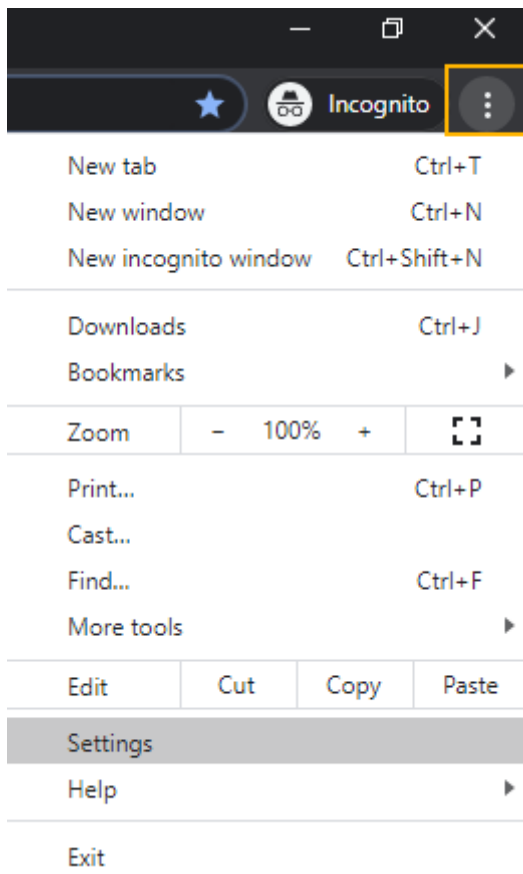 Incognito
New tab Ctrl+T
New window Ctrl+N
New incognito window Ctrl+Shift+N
Downloads Ctrl+J
Bookmarks
Zoom - 100% +
Print... Ctrl+P
Cast...
Find... Ctrl+F
More tools
Edit Cut Copy Paste
Settings
Help
Exit